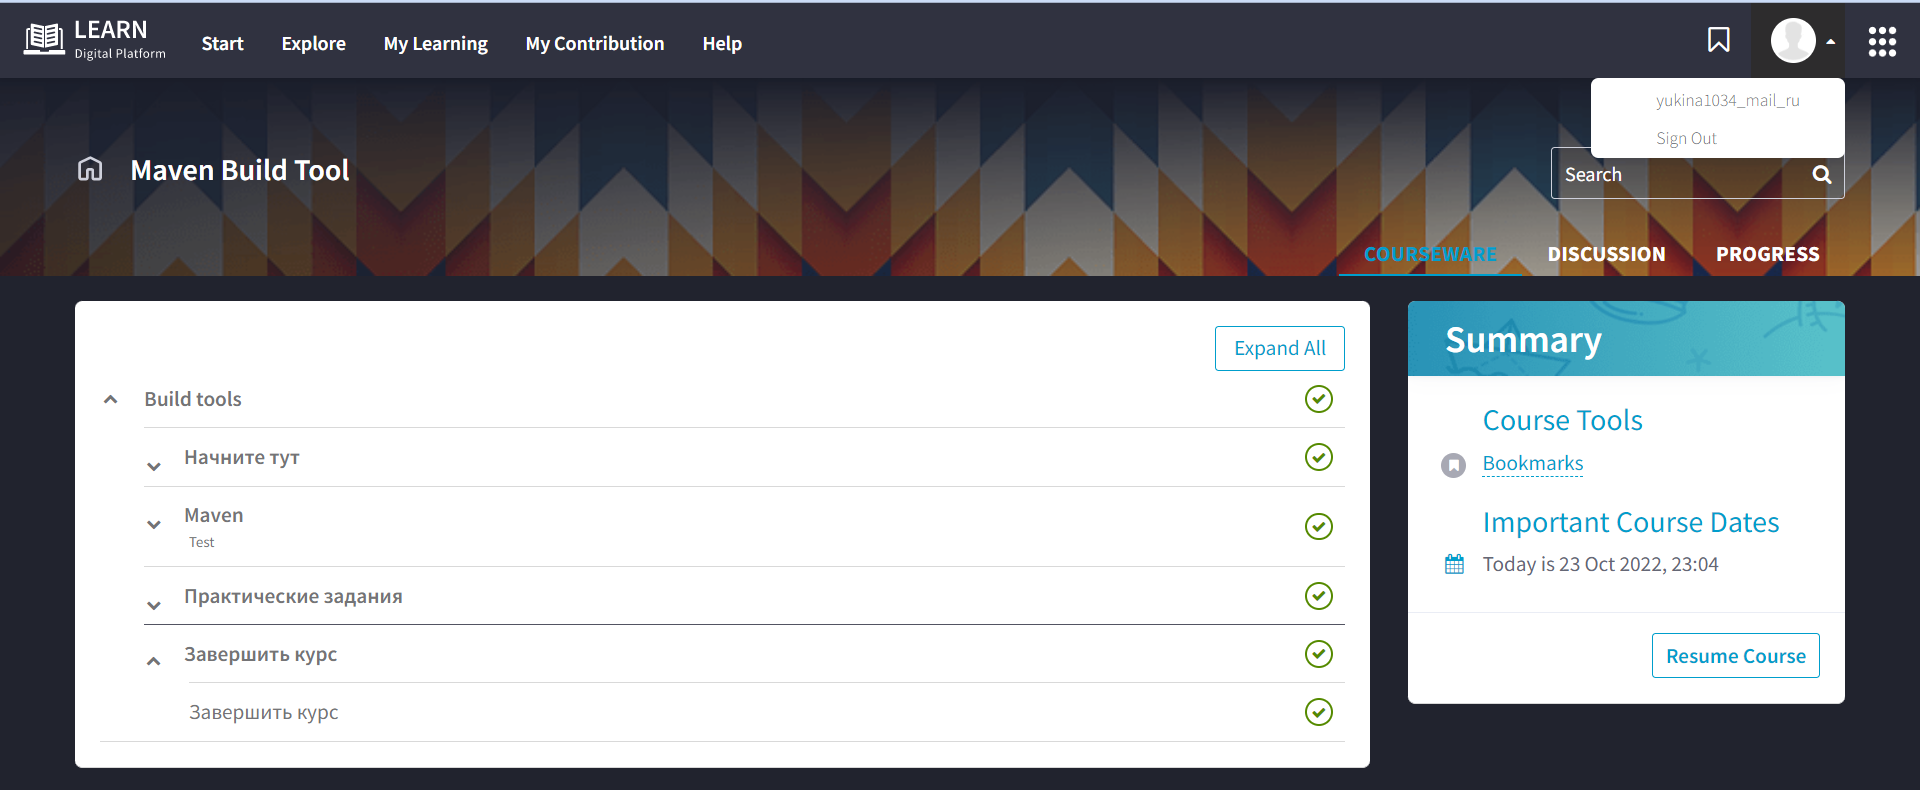 LEARN
Digital Platform
Start
Explore
My Learning
My Contribution
Help
yukina1034_mail_ru
Sign Out
Maven Build Tool
Search
COURSEWARE
DISCUSSION
PROGRESS
Expand All
Build tools
Начните тут
Maven
Test
Практические задания
Завершить курс
Завершить курс
Summary
Course Tools
Bookmarks
Important Course Dates
Today is 23 Oct 2022, 23:04
Resume Course